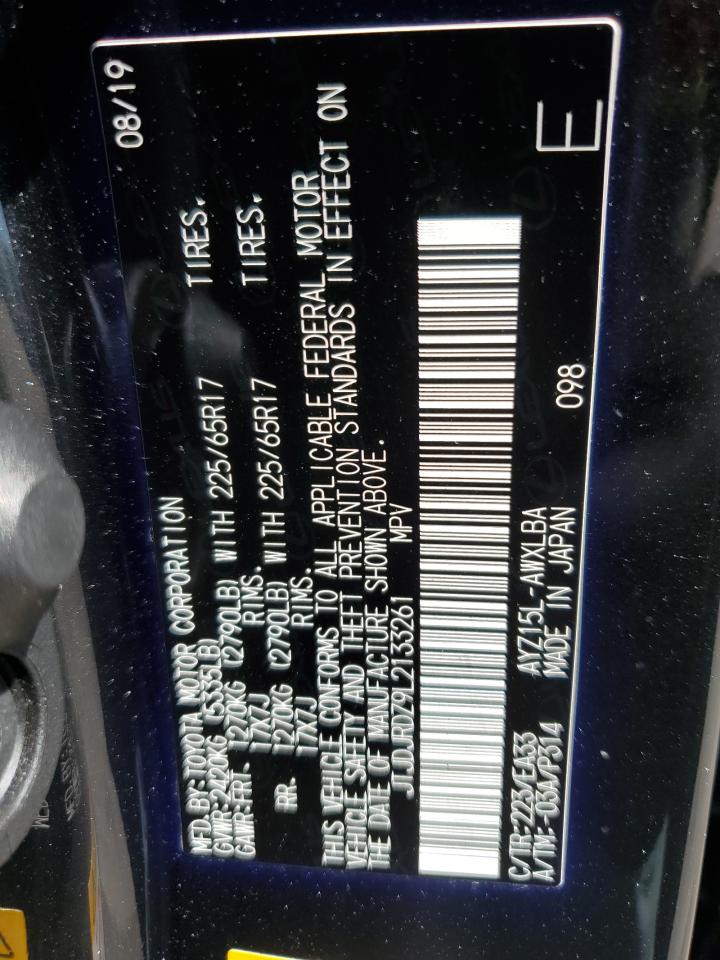 08/19
MFD. BY: TOYOTA MOTOR CORPORATION
GVWR: 2420KG (5335LB)
GAWR: FRT. 1270KG (2790LB) WITH 225/65R17 TIRES.
17X7J RIMS.
RR. 1270KG (2790LB) WITH 225/65R17 TIRES.
17X7J RIMS.
THIS VEHICLE CONFORMS TO ALL APPLICABLE FEDERAL MOTOR
VEHICLE SAFETY AND THEFT PREVENTION STANDARDS IN EFFECT ON
THE DATE OF MANUFACTURE SHOWN ABOVE.
JTJDJRDZ9L2133261 MPV
C/TR:223/EA33 AYZ15L-AWXLBA
A/TM:-03A/P314 MADE IN JAPAN 098
E